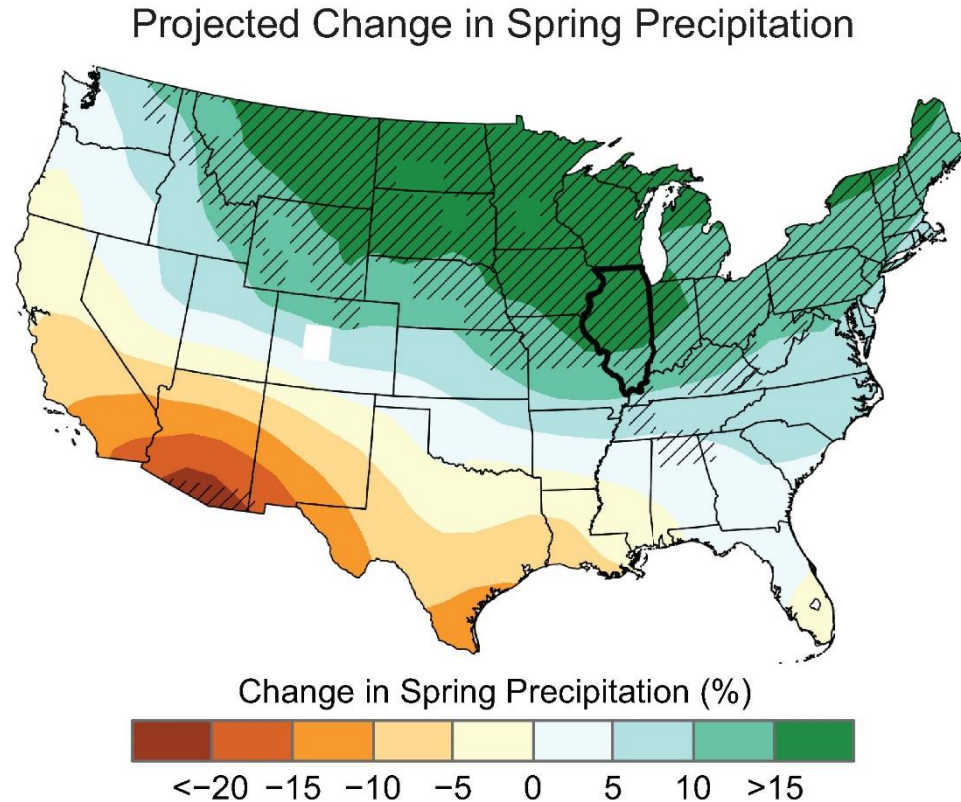 Projected Change in Spring Precipitation
Change in Spring Precipitation (%)
<−20 −15 −10 −5 0 5 10 >15